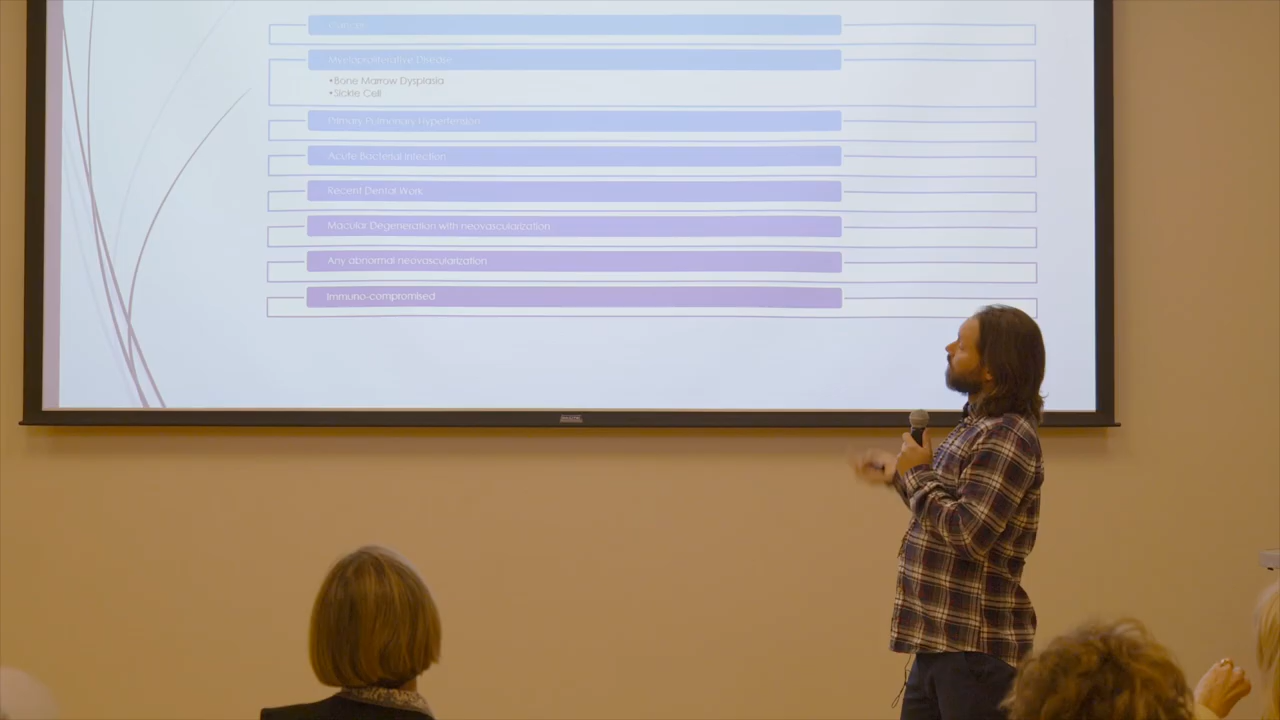 Myeloproliferative Disease
•Bone Marrow Dysplasia
•Sickle Cell
Primary Pulmonary Hypertension
Acute Bacterial Infection
Recent Dental Work
Macular Degeneration with neovascularization
Any abnormal neovascularization
Immuno-compromised